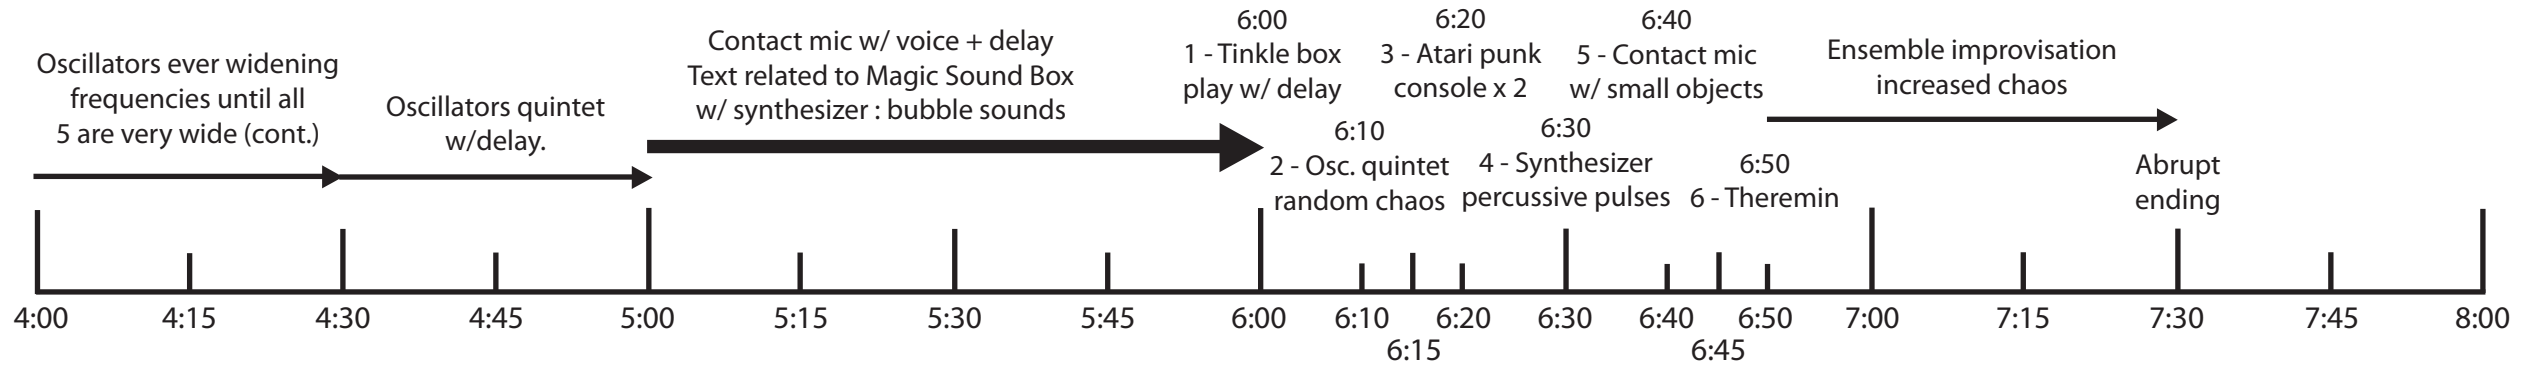 Oscillators ever widening
frequencies until all
5 are very wide (cont.)
Oscillators quintet
w/delay.
Contact mic w/ voice + delay
Text related to Magic Sound Box
w/ synthesizer : bubble sounds
6:00
1 - Tinkle box
play w/ delay
6:10
2 - Osc. quintet
random chaos
6:20
3 - Atari punk
console x 2
6:30
4 - Synthesizer
percussive pulses
6:40
5 - Contact mic
w/ small objects
6:50
6 - Theremin
Ensemble improvisation
increased chaos
Abrupt
ending
4:00 4:15 4:30 4:45 5:00 5:15 5:30 5:45 6:00 6:10 6:20 6:30 6:40 6:50 7:00 7:15 7:30 7:45 8:00
6:15 6:45